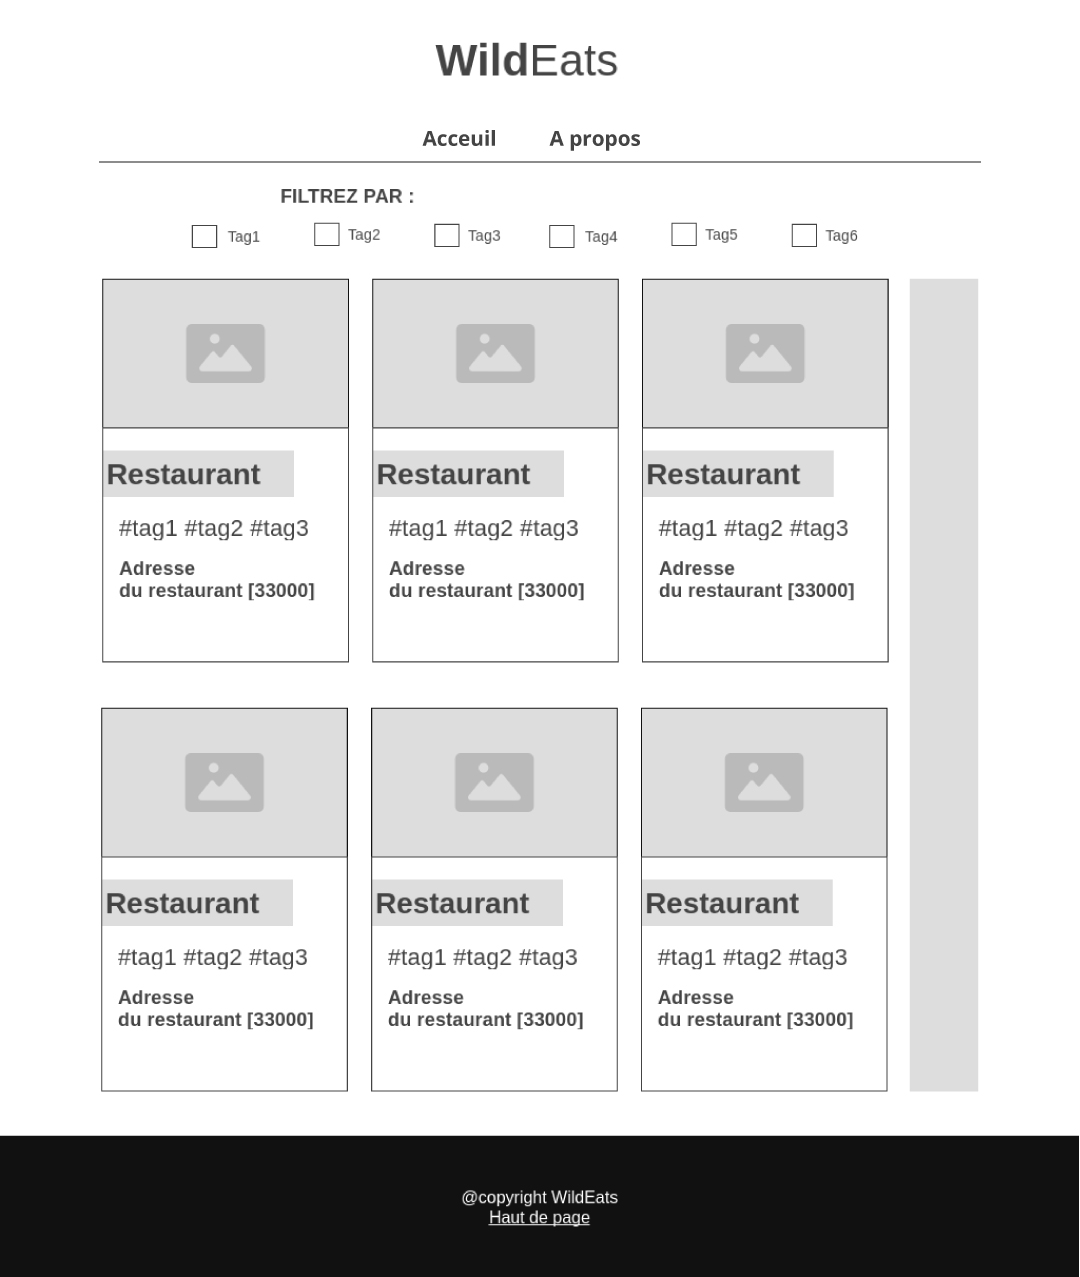 WildEats
Acceuil A propos
FILTREZ PAR :
Tag1 Tag2 Tag3 Tag4 Tag5 Tag6
Restaurant
#tag1 #tag2 #tag3
Adresse
du restaurant [33000]
Restaurant
#tag1 #tag2 #tag3
Adresse
du restaurant [33000]
Restaurant
#tag1 #tag2 #tag3
Adresse
du restaurant [33000]
Restaurant
#tag1 #tag2 #tag3
Adresse
du restaurant [33000]
Restaurant
#tag1 #tag2 #tag3
Adresse
du restaurant [33000]
Restaurant
#tag1 #tag2 #tag3
Adresse
du restaurant [33000]
@copyright WildEats
Haut de page